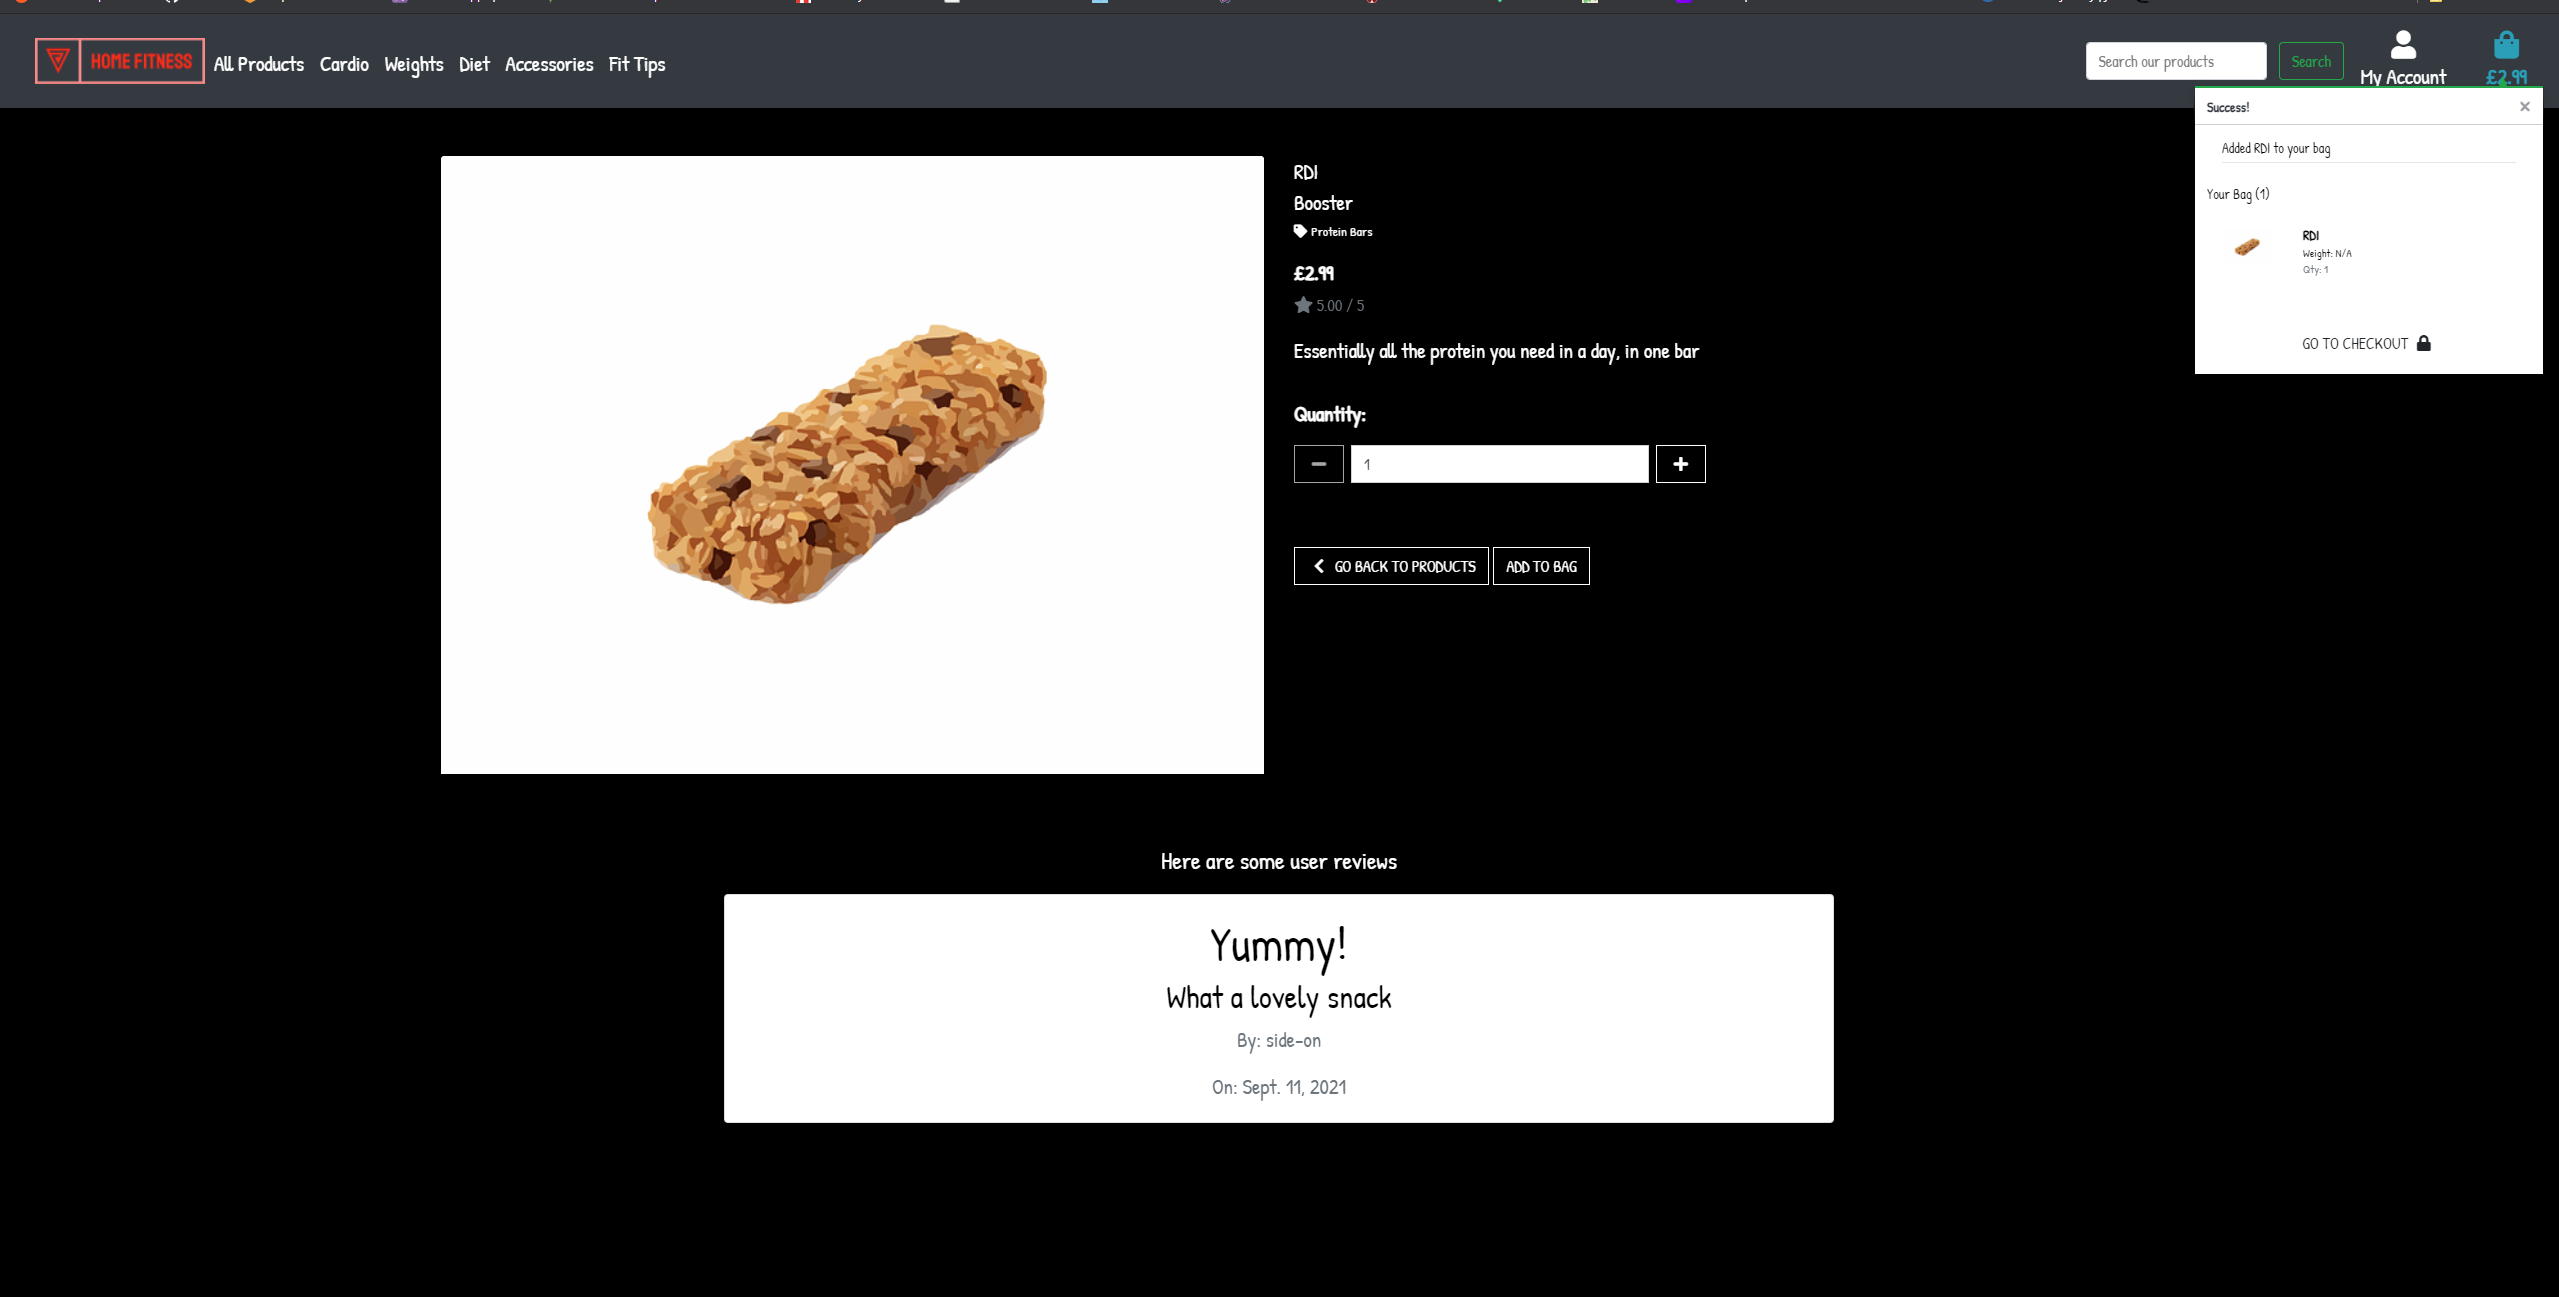 HOME FITNESS
All Products Cardio Weights Diet Accessories Fit Tips
Search our products
Search
My Account
£2.99
Success!
×
Added RDI to your bag
Your Bag (1)
RDI
Weight: N/A
Qty: 1
GO TO CHECKOUT
RDI
Booster
Protein Bars
£2.99
5.00 / 5
Essentially all the protein you need in a day, in one bar
Quantity:
1
GO BACK TO PRODUCTS
ADD TO BAG
Here are some user reviews
Yummy!
What a lovely snack
By: side-on
On: Sept. 11, 2021